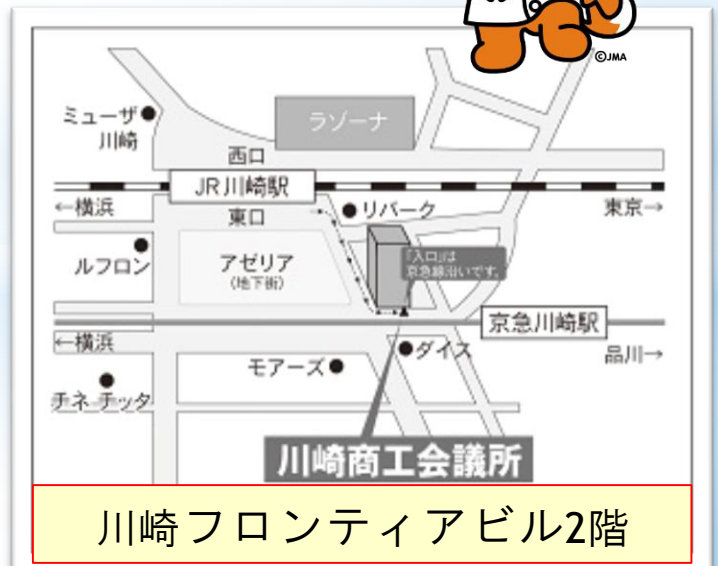 ©JMA
ミューザ
川崎
ラゾーナ
西口
JR川崎駅
←横浜
リバーク
東京→
東口
ルフロン
アゼリア
(地下街)
「入口」は
京急線沿いです。
京急川崎駅
←横浜
ダイス
品川→
モアーズ
チネ チッタ
川崎商工会議所
川崎フロンティアビル2階